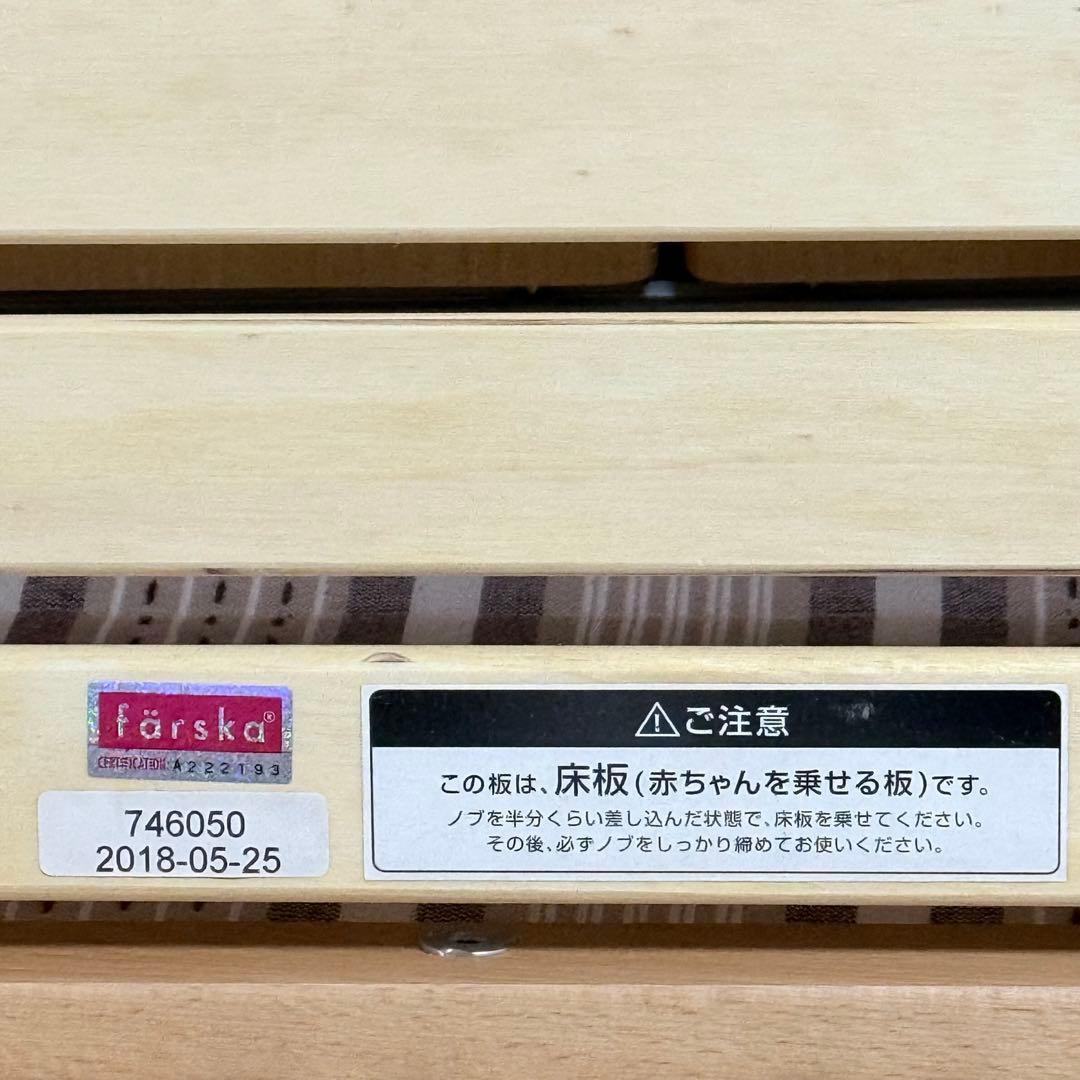 färska®
CERTIFICATION A222193
746050
2018-05-25
ご注意
この板は、床板(赤ちゃんを乗せる板)です。
ノブを半分くらい差し込んだ状態で、床板を乗せてください。
その後、必ずノブをしっかり締めてお使いください。